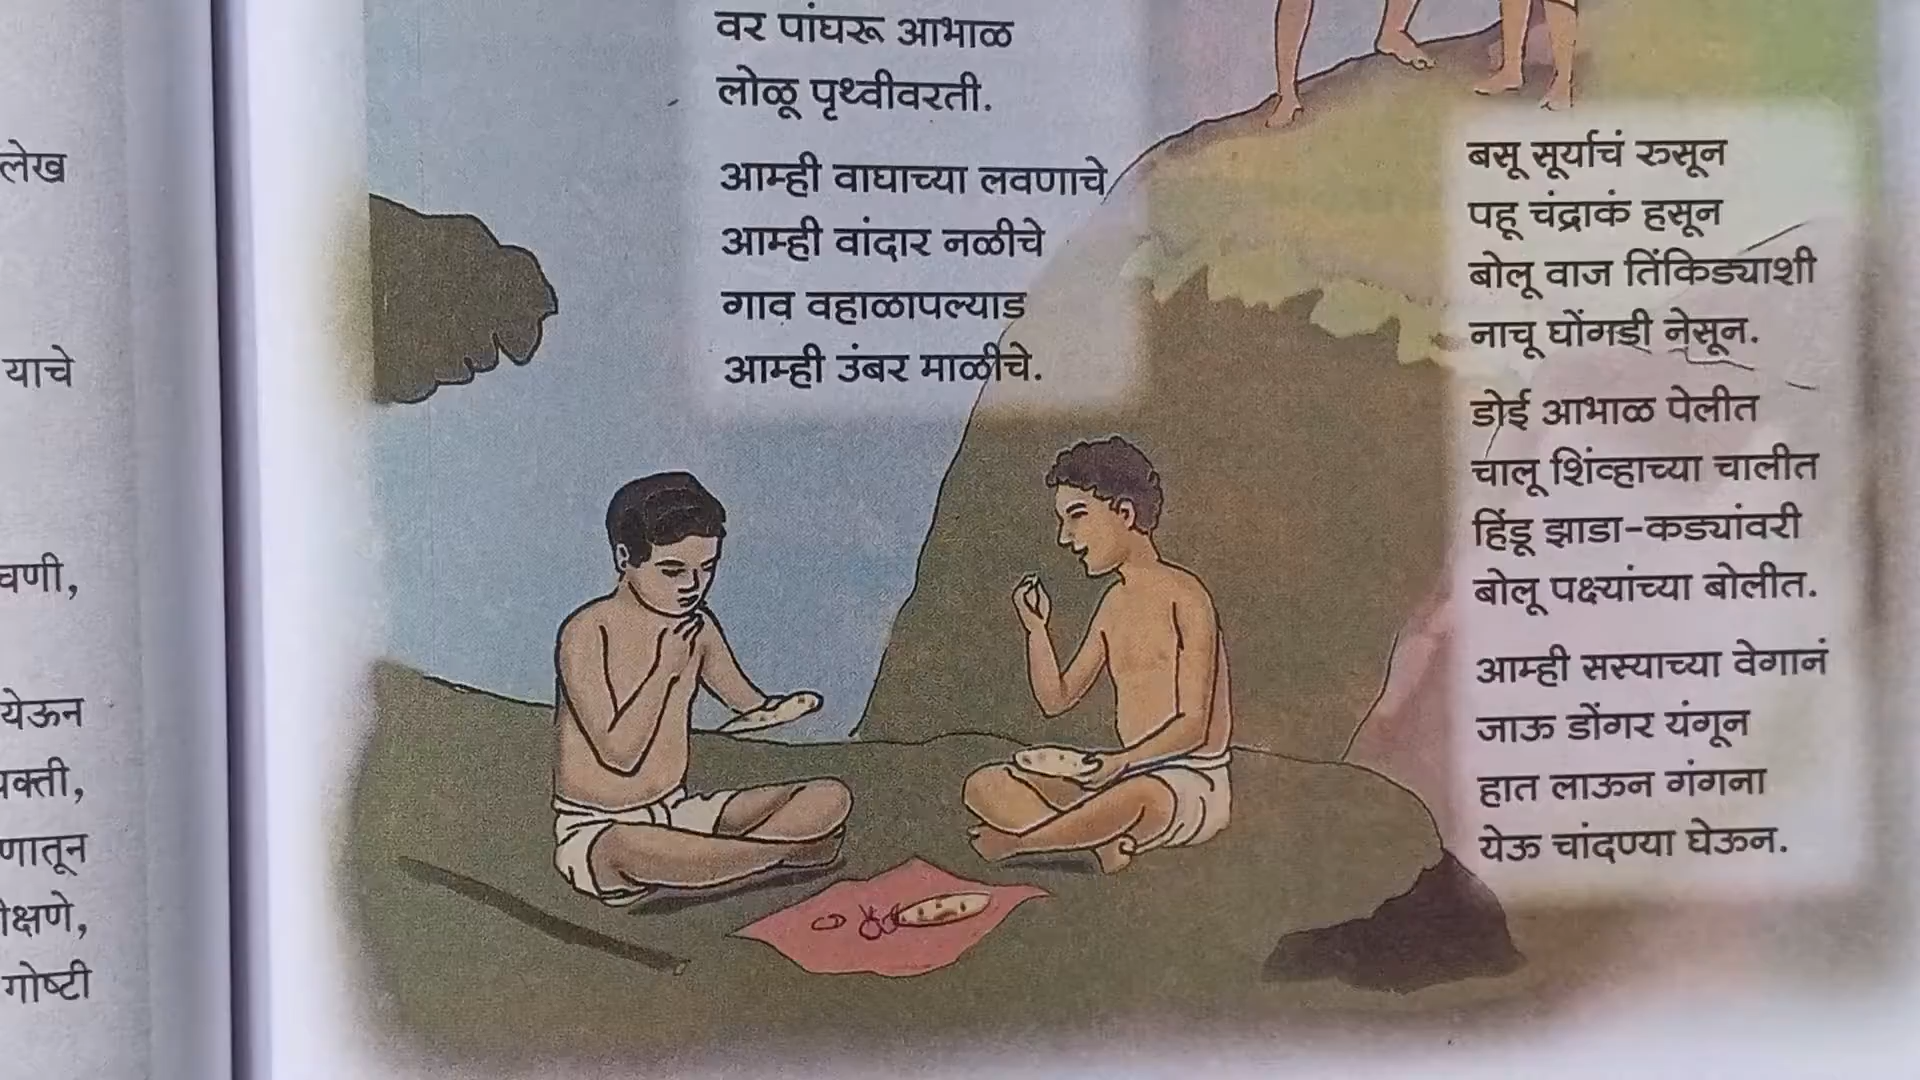 लेख
याचे
वणी,
येऊन
क्ती,
णातून
क्षणे,
गोष्टी
वर पांघरू आभाळ
लोळू पृथ्वीवरती.
आम्ही वाघाच्या लवणाचे
आम्ही वांदार नळीचे
गाव वहाळापल्याड
आम्ही उंबर माळीचे.
बसू सूर्याचं रुसून
पहू चंद्राकं हसून
बोलू वाज तिंकिड्याशी
नाचू घोंगडी नेसून.
डोई आभाळ पेलीत
चालू शिंव्हाच्या चालीत
हिंडू झाडा-कड्यांवरी
बोलू पक्ष्यांच्या बोलीत.
आम्ही सस्याच्या वेगानं
जाऊ डोंगर यंगून
हात लाऊन गंगना
येऊ चांदण्या घेऊन.